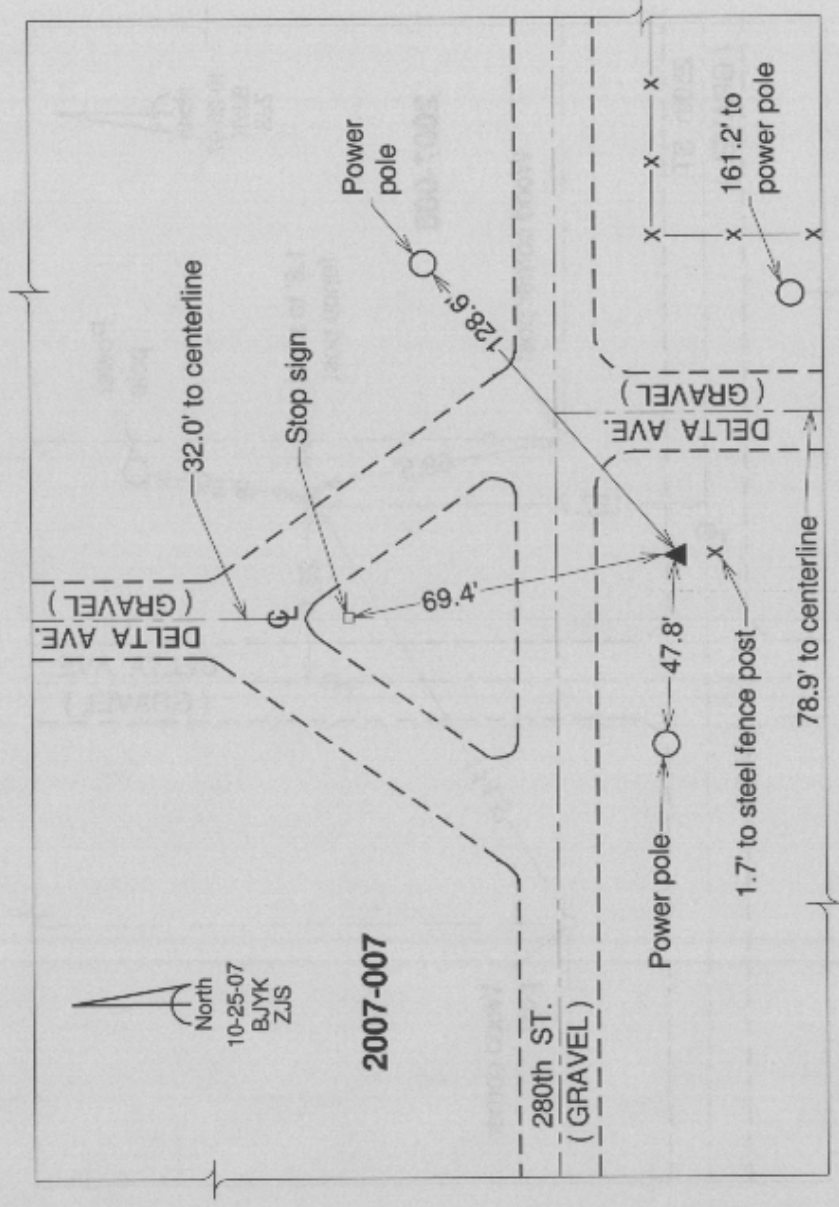 North
10-25-07
BJYK
ZJS
2007-007
DELTA AVE.
( GRAVEL )
32.0' to centerline
℄
Stop sign
Power
pole
128.6'
69.4'
280th ST.
( GRAVEL )
Power pole
47.8'
1.7' to steel fence post
78.9' to centerline
DELTA AVE.
( GRAVEL )
161.2' to
power pole
X
X
X
X
X
X